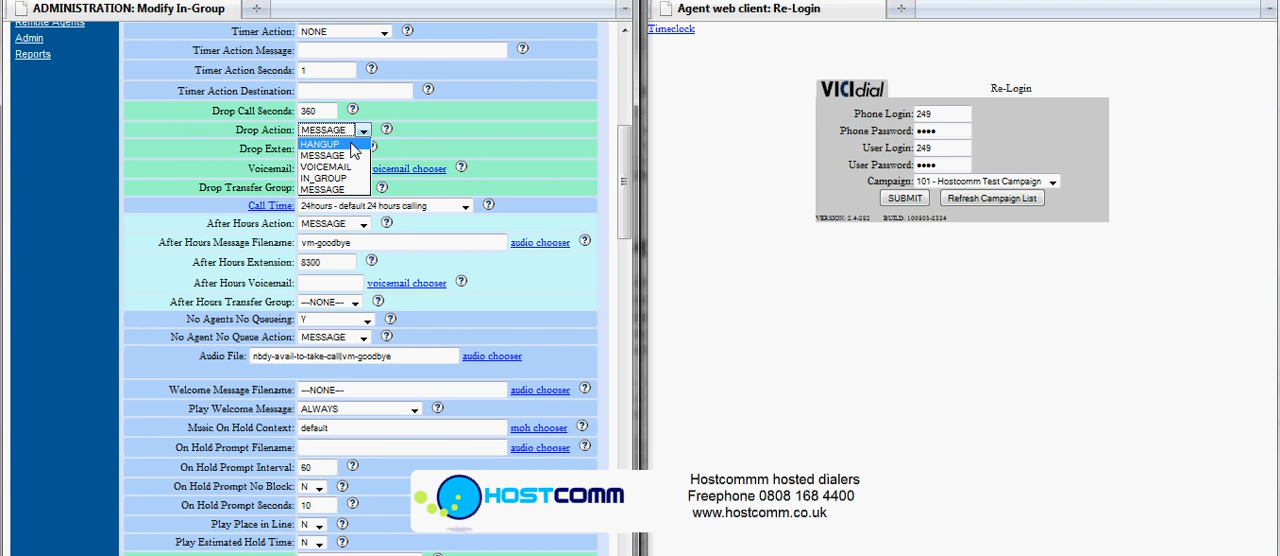 ADMINISTRATION: Modify In-Group
Agent web client: Re-Login
Remote Agents
Admin
Reports
Timer Action: NONE
Timer Action Message:
Timer Action Seconds: 1
Timer Action Destination:
Drop Call Seconds: 360
Drop Action: MESSAGE
HANGUP
MESSAGE
VOICEMAIL
IN_GROUP
MESSAGE
Drop Exten:
Voicemail: voicemail chooser
Drop Transfer Group:
Call Time: 24hours - default 24 hours calling
After Hours Action: MESSAGE
After Hours Message Filename: vm-goodbye audio chooser
After Hours Extension: 8300
After Hours Voicemail: voicemail chooser
After Hours Transfer Group: ---NONE---
No Agents No Queueing: Y
No Agent No Queue Action: MESSAGE
Audio File: nbdy-avail-to-take-call|vm-goodbye audio chooser
Welcome Message Filename: ---NONE--- audio chooser
Play Welcome Message: ALWAYS
Music On Hold Context: default moh chooser
On Hold Prompt Filename: audio chooser
On Hold Prompt Interval: 60
On Hold Prompt No Block: N
On Hold Prompt Seconds: 10
Play Place in Line: N
Play Estimated Hold Time: N
Timeclock
VICIdial
Re-Login
Phone Login: 249
Phone Password: ••••
User Login: 249
User Password: ••••
Campaign: 101 - Hostcomm Test Campaign
SUBMIT Refresh Campaign List
VERSION: 2.4-282 BUILD: 100803-2324
HOSTCOMM
Hostcommm hosted dialers
Freephone 0808 168 4400
www.hostcomm.co.uk